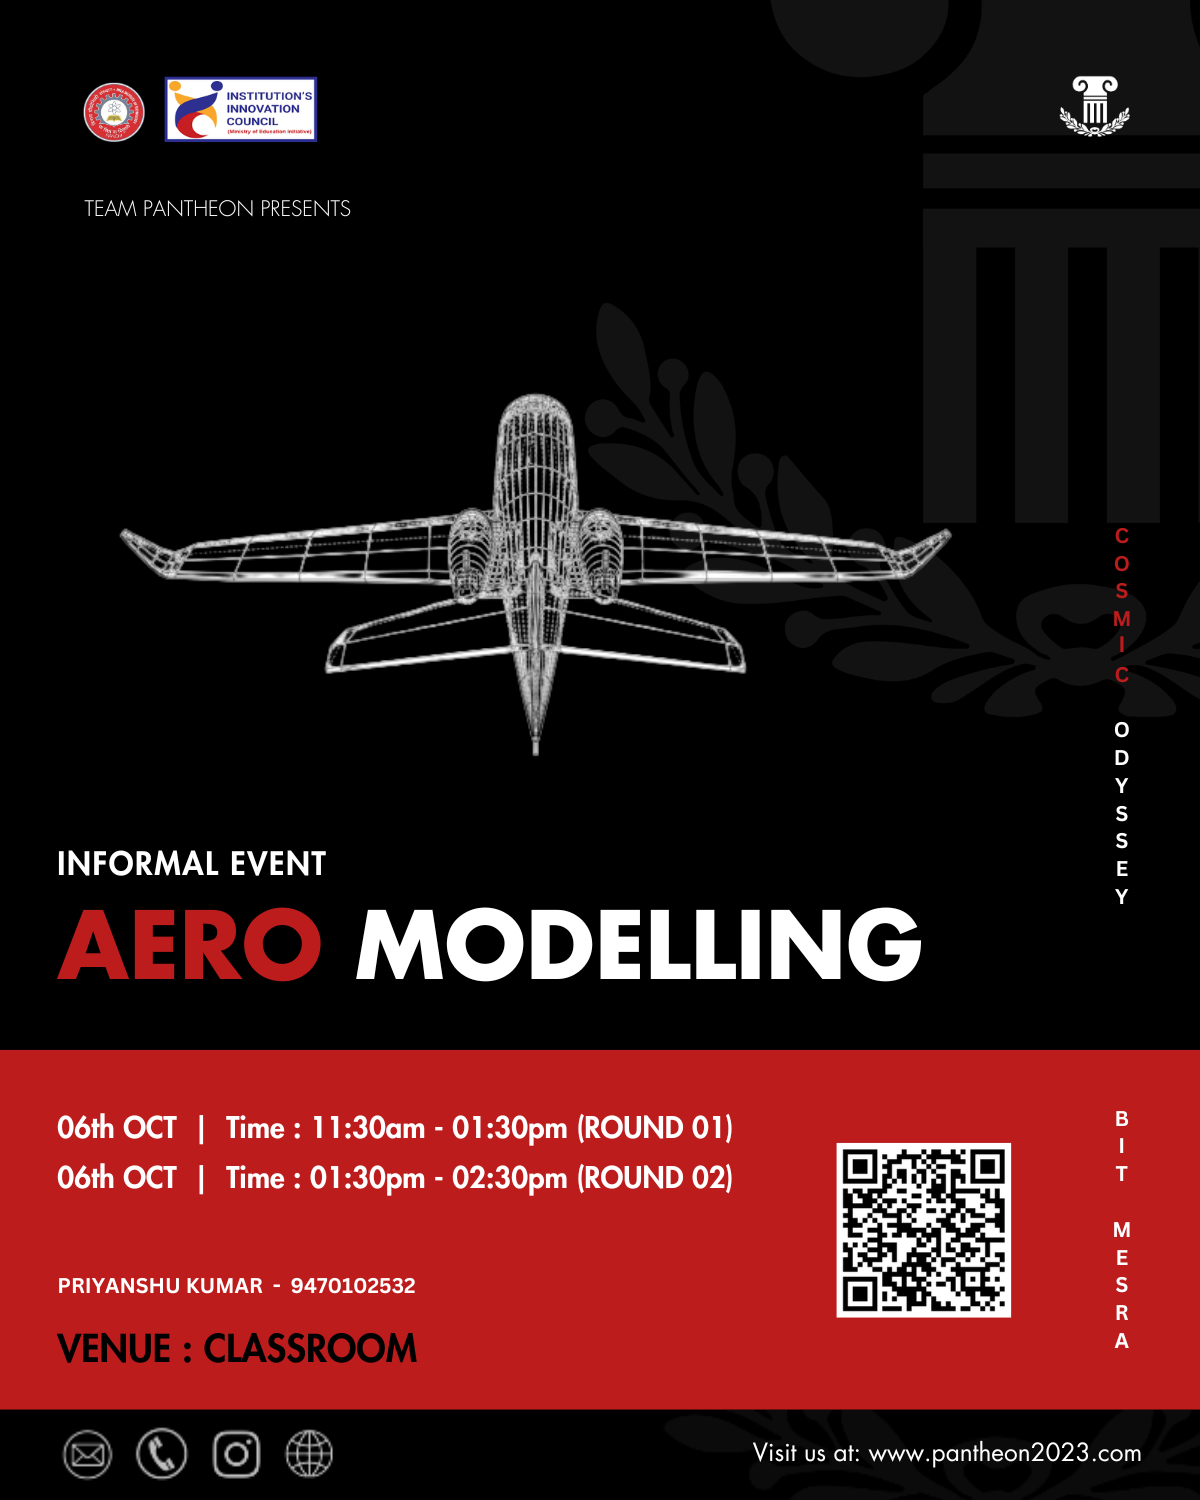 INSTITUTION'S
INNOVATION
COUNCIL
(Ministry of Education Initiative)
TEAM PANTHEON PRESENTS
COSMIC ODYSSEY
INFORMAL EVENT
AERO MODELLING
06th OCT | Time : 11:30am - 01:30pm (ROUND 01)
06th OCT | Time : 01:30pm - 02:30pm (ROUND 02)
BIT MESRA
PRIYANSHU KUMAR - 9470102532
VENUE : CLASSROOM
Visit us at: www.pantheon2023.com